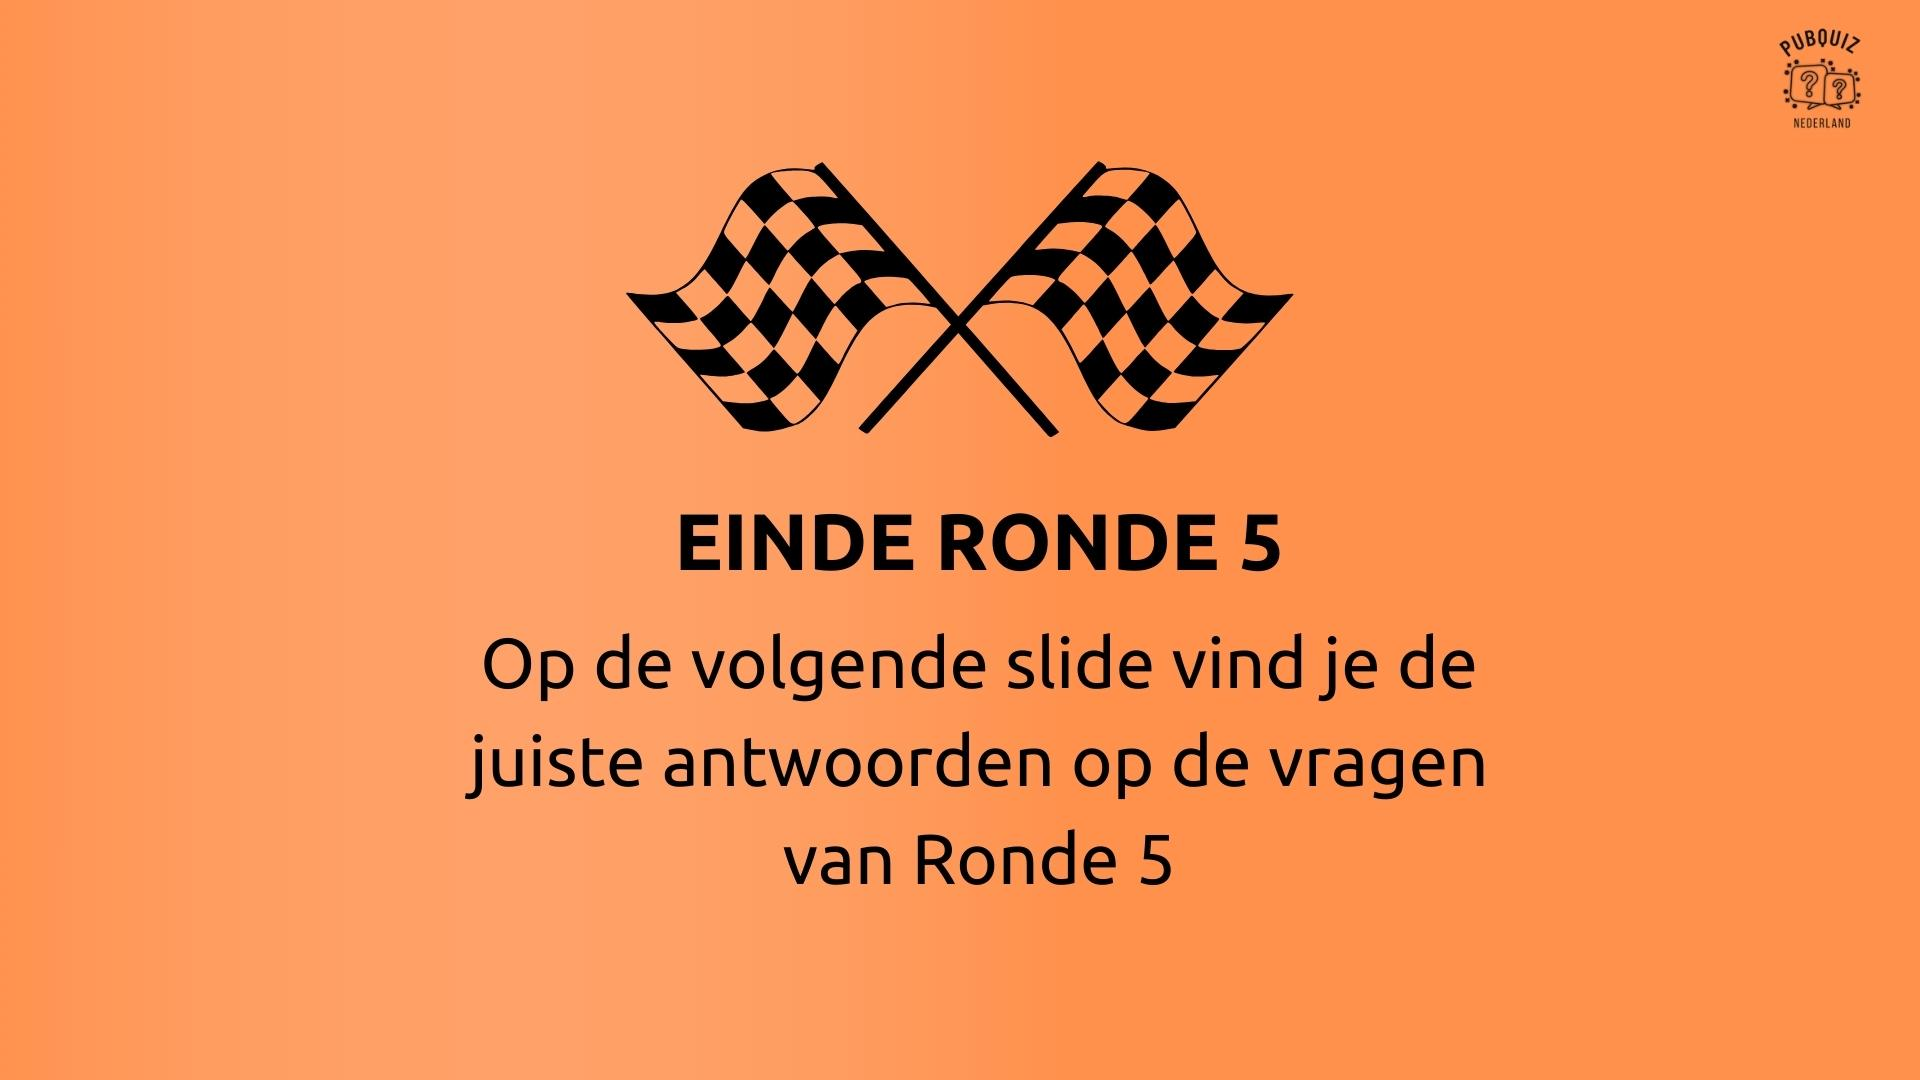 PUBQUIZ
? ?
NEDERLAND
EINDE RONDE 5
Op de volgende slide vind je de
juiste antwoorden op de vragen
van Ronde 5